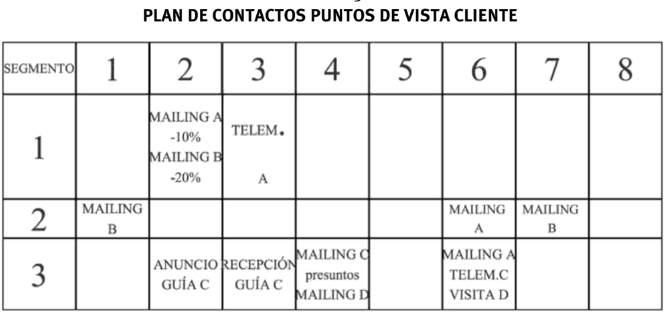 PLAN DE CONTACTOS PUNTOS DE VISTA CLIENTE
SEGMENTO 1 2 3 4 5 6 7 8
1
MAILING A
-10%
MAILING B
-20%
TELEM.
A
2
MAILING
B
MAILING
A
MAILING
B
3
ANUNCIO
GUÍA C
RECEPCIÓN
GUÍA C
MAILING C
presuntos
MAILING D
MAILING A
TELEM.C
VISITA D